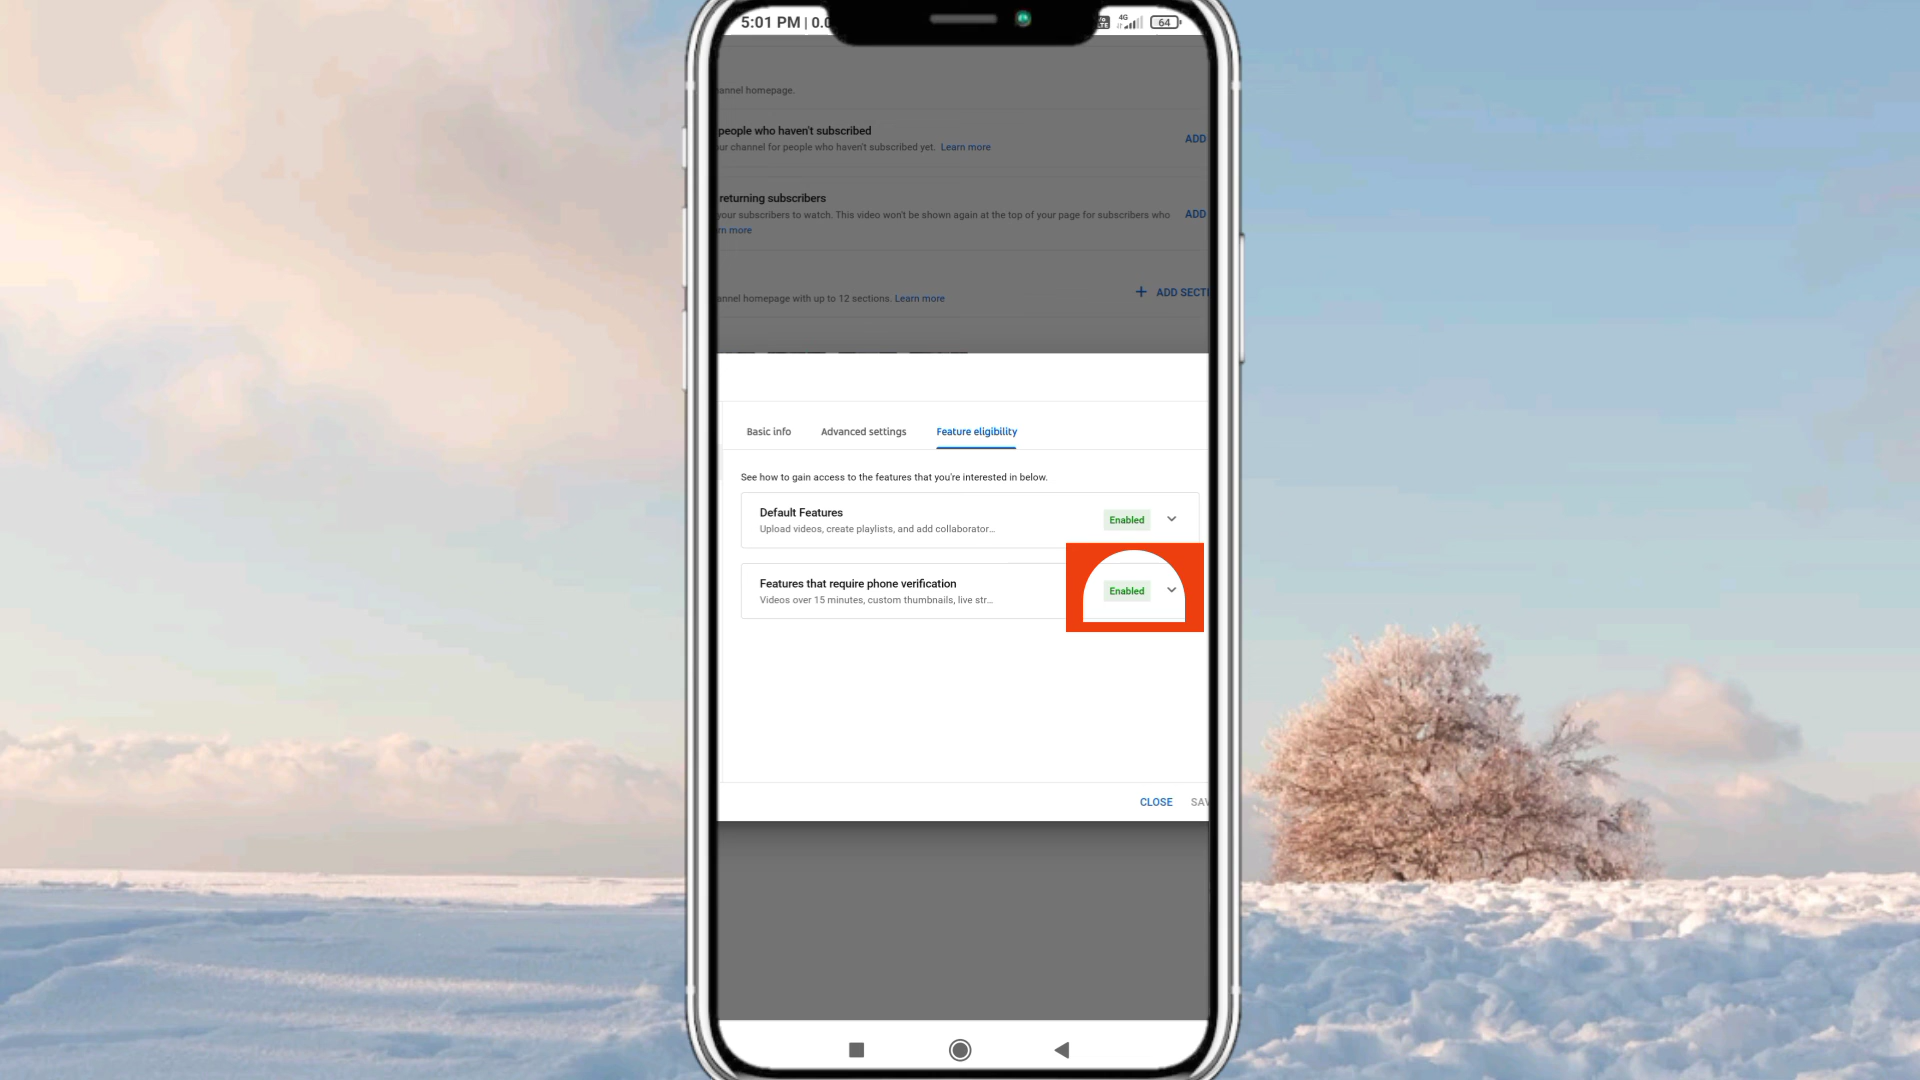 5:01 PM | 0.0
4G
64
annel homepage.
people who haven't subscribed
ADD
ur channel for people who haven't subscribed yet. Learn more
returning subscribers
your subscribers to watch. This video won't be shown again at the top of your page for subscribers who
ADD
rn more
+ ADD SECTI
annel homepage with up to 12 sections. Learn more
Basic info
Advanced settings
Feature eligibility
See how to gain access to the features that you're interested in below.
Default Features
Enabled
Upload videos, create playlists, and add collaborator...
Features that require phone verification
Enabled
Videos over 15 minutes, custom thumbnails, live str...
CLOSE
SAV